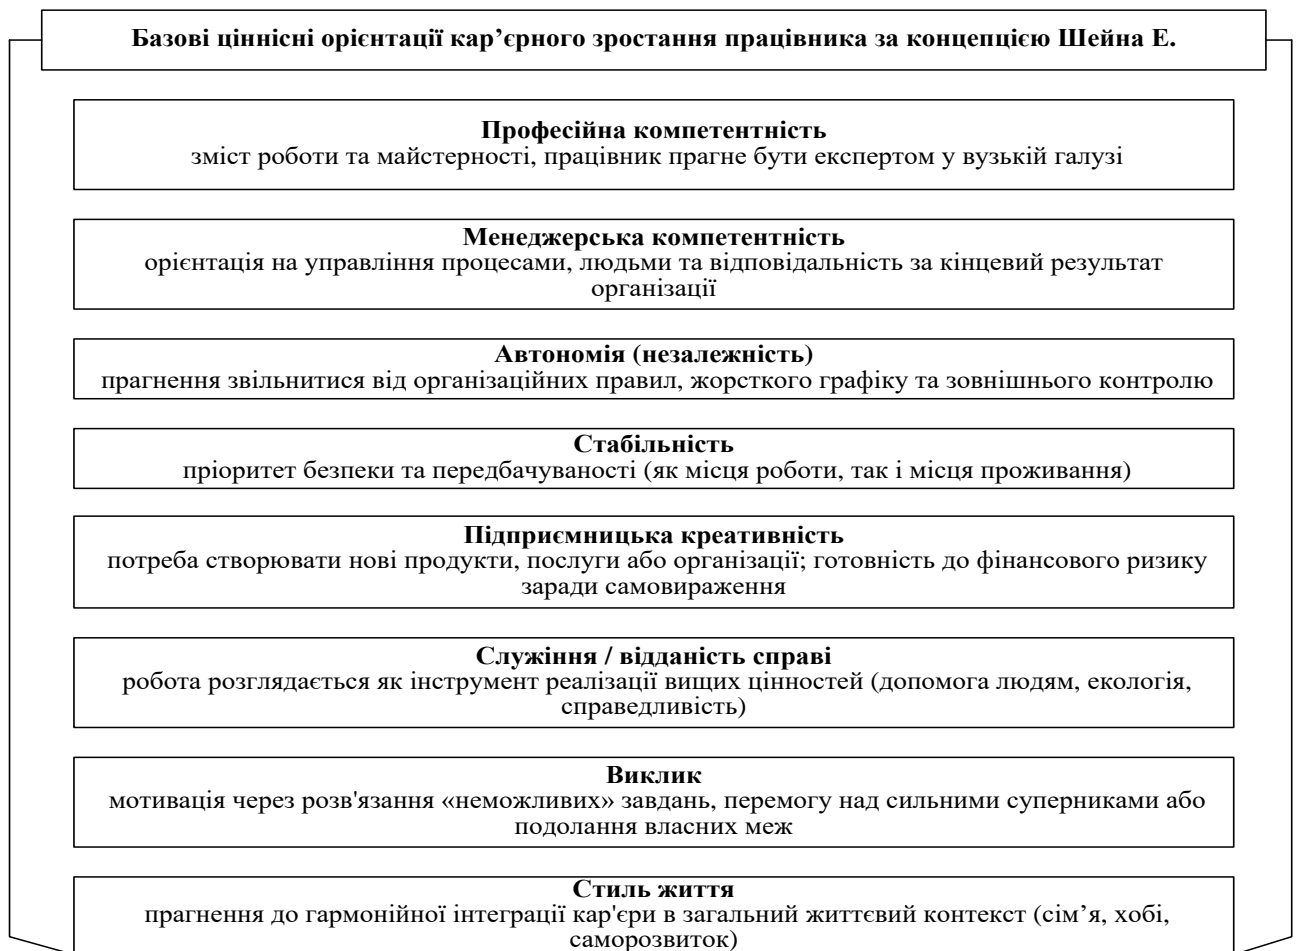 Базові ціннісні орієнтації кар’єрного зростання працівника за концепцією Шейна Е.
Професійна компетентність
зміст роботи та майстерності, працівник прагне бути експертом у вузькій галузі
Менеджерська компетентність
орієнтація на управління процесами, людьми та відповідальність за кінцевий результат
організації
Автономія (незалежність)
прагнення звільнитися від організаційних правил, жорсткого графіку та зовнішнього контролю
Стабільність
пріоритет безпеки та передбачуваності (як місця роботи, так і місця проживання)
Підприємницька креативність
потреба створювати нові продукти, послуги або організації; готовність до фінансового ризику
заради самовираження
Служіння / відданість справі
робота розглядається як інструмент реалізації вищих цінностей (допомога людям, екологія,
справедливість)
Виклик
мотивація через розв'язання «неможливих» завдань, перемогу над сильними суперниками або
подолання власних меж
Стиль життя
прагнення до гармонійної інтеграції кар'єри в загальний життєвий контекст (сім’я, хобі,
саморозвиток)